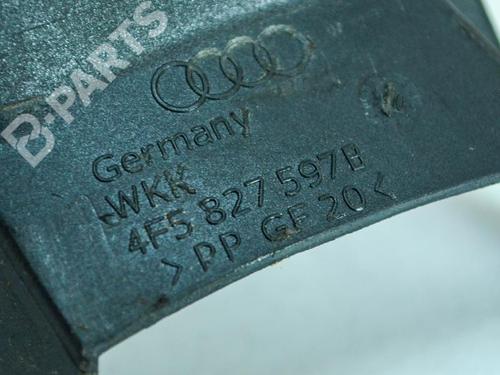 B-PARTS
Germany
WKK
4F5 827 597B
>PP GF 20<